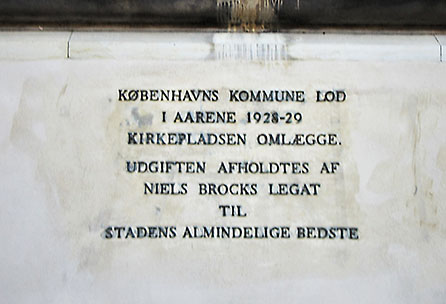 KØBENHAVNS KOMMUNE LOD
I AARENE 1928-29
KIRKEPLADSEN OMLÆGGE.
UDGIFTEN AFHOLDTES AF
NIELS BROCKS LEGAT
TIL
STADENS ALMINDELIGE BEDSTE